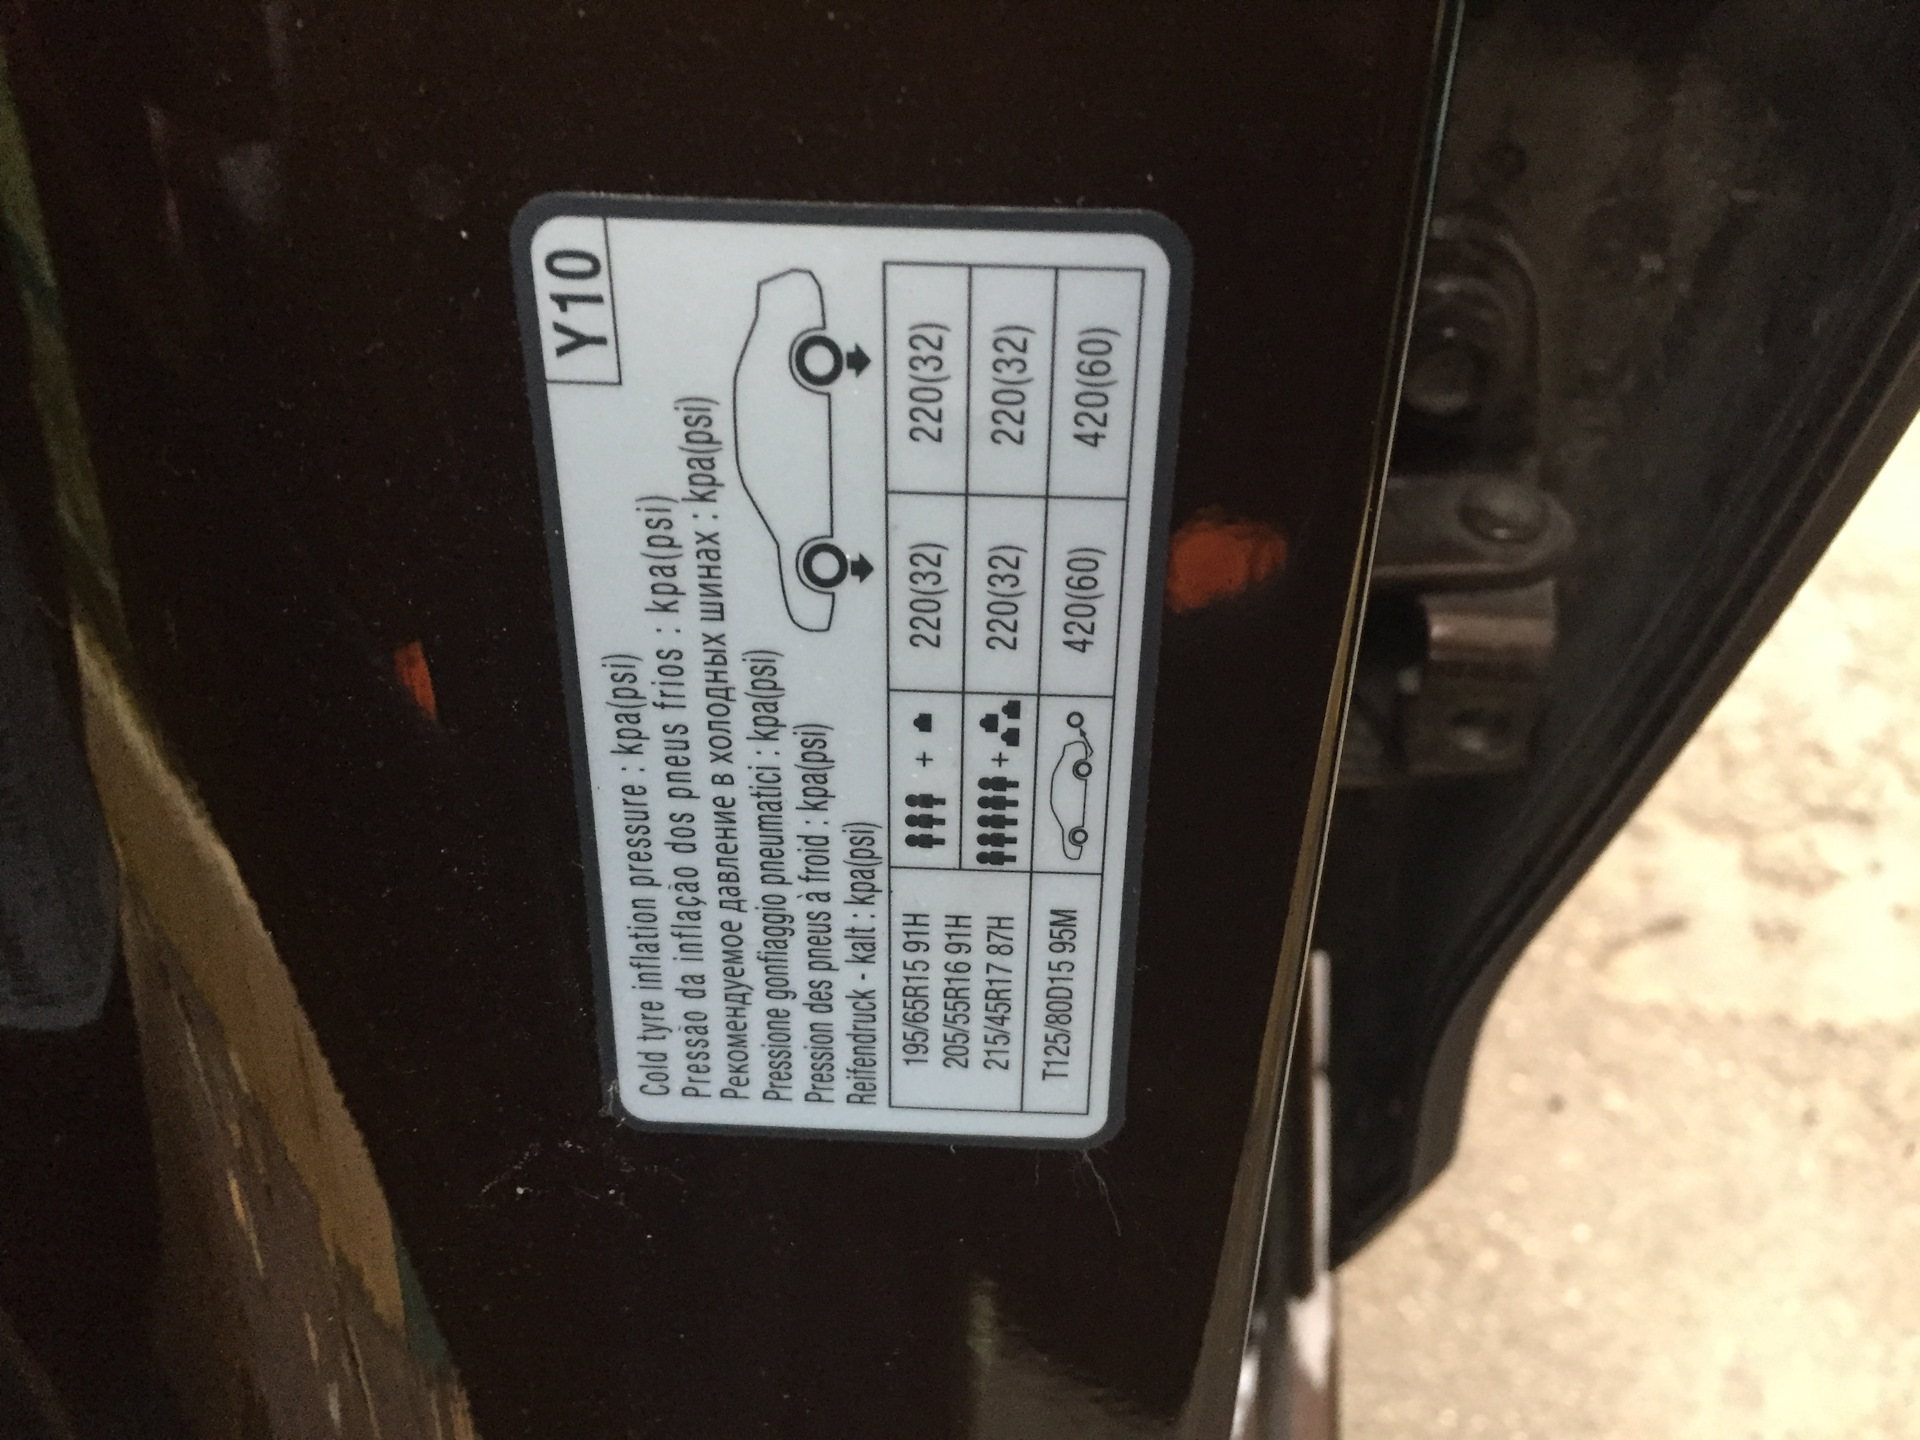 Y10
Cold tyre inflation pressure : kpa(psi)
Pressão da inflação dos pneus frios : kpa(psi)
Рекомендуемое давление в холодных шинах : kpa(psi)
Pressione gonfiaggio pneumatici : kpa(psi)
Pression des pneus à froid : kpa(psi)
Reifendruck - kalt : kpa(psi)
195/65R15 91H + 220(32) 220(32)
205/55R16 91H
215/45R17 87H + 220(32) 220(32)
T125/80D15 95M 420(60) 420(60)